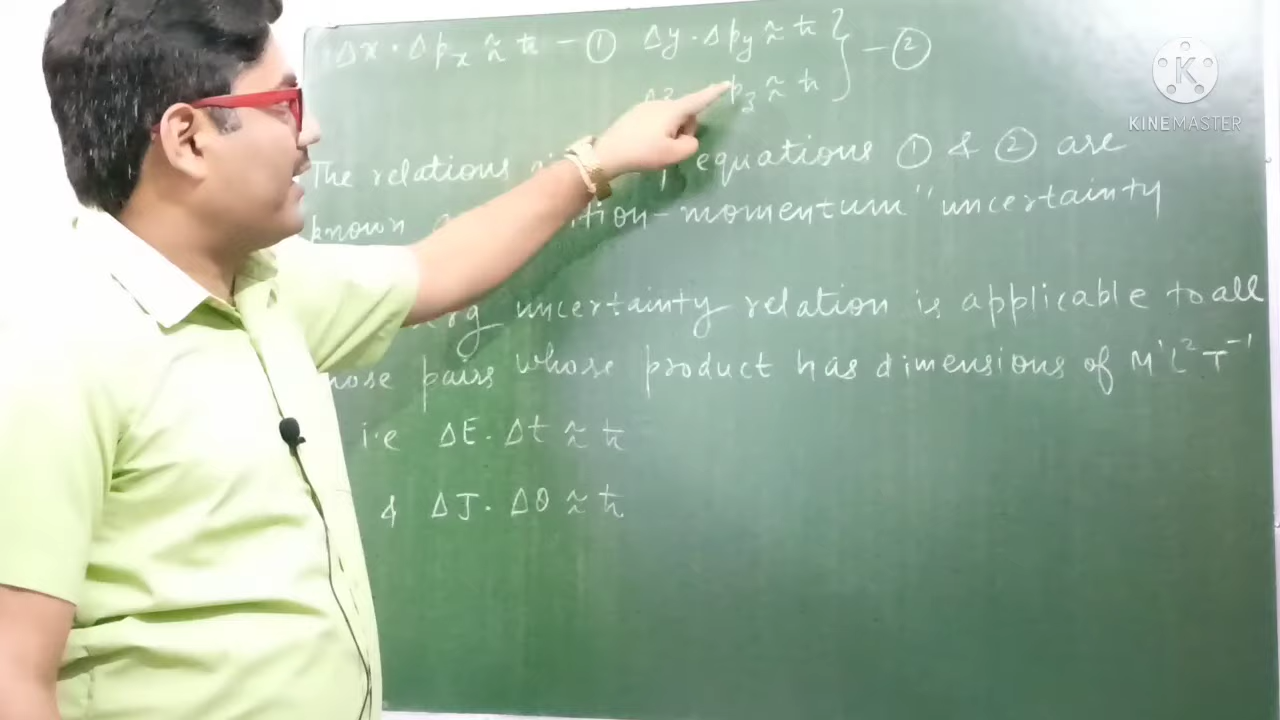 Δx · Δpx ≈ ħ - ① Δy · Δpy ≈ ħ } - ②
pz ≈ ħ
The relations equations ① & ② are
known -momentum" uncertainty
uncertainty relation is applicable to all
pairs whose product has dimensions of M¹L²T⁻¹
i.e ΔE · Δt ≈ ħ
& ΔJ · Δθ ≈ ħ
K
KINEMASTER